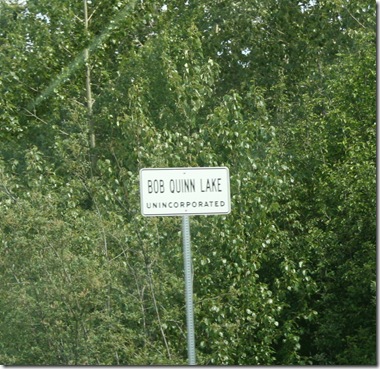 BOB QUINN LAKE
UNINCORPORATED